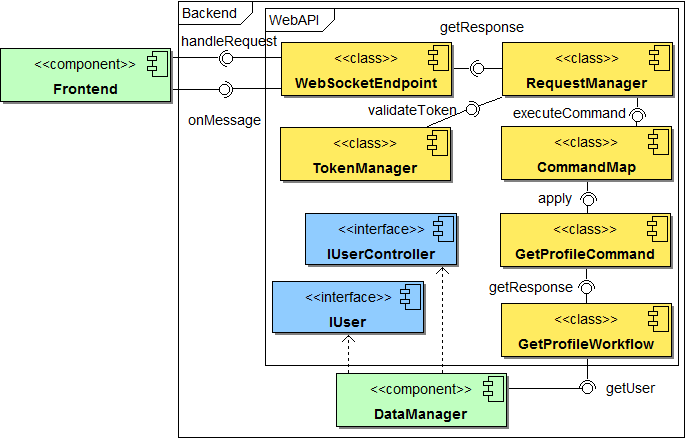 Backend
WebAPI
handleRequest
getResponse
<<component>>
Frontend
<<class>>
WebSocketEndpoint
<<class>>
RequestManager
onMessage
validateToken
executeCommand
<<class>>
TokenManager
<<class>>
CommandMap
apply
<<interface>>
IUserController
<<class>>
GetProfileCommand
getResponse
<<interface>>
IUser
<<class>>
GetProfileWorkflow
<<component>>
DataManager
getUser